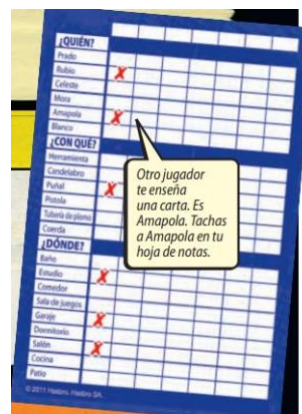 ¿QUIÉN?
Prado
Rubio
Celeste
Mora
Amapola
Blanco
¿CON QUÉ?
Herramienta
Candelabro
Puñal
Pistola
Tubería de plomo
Cuerda
¿DÓNDE?
Baño
Estudio
Comedor
Sala de juegos
Garaje
Dormitorio
Salón
Cocina
Patio
© 2011 Hasbro. Hasbro SA.
Otro jugador
te enseña
una carta. Es
Amapola. Tachas
a Amapola en tu
hoja de notas.